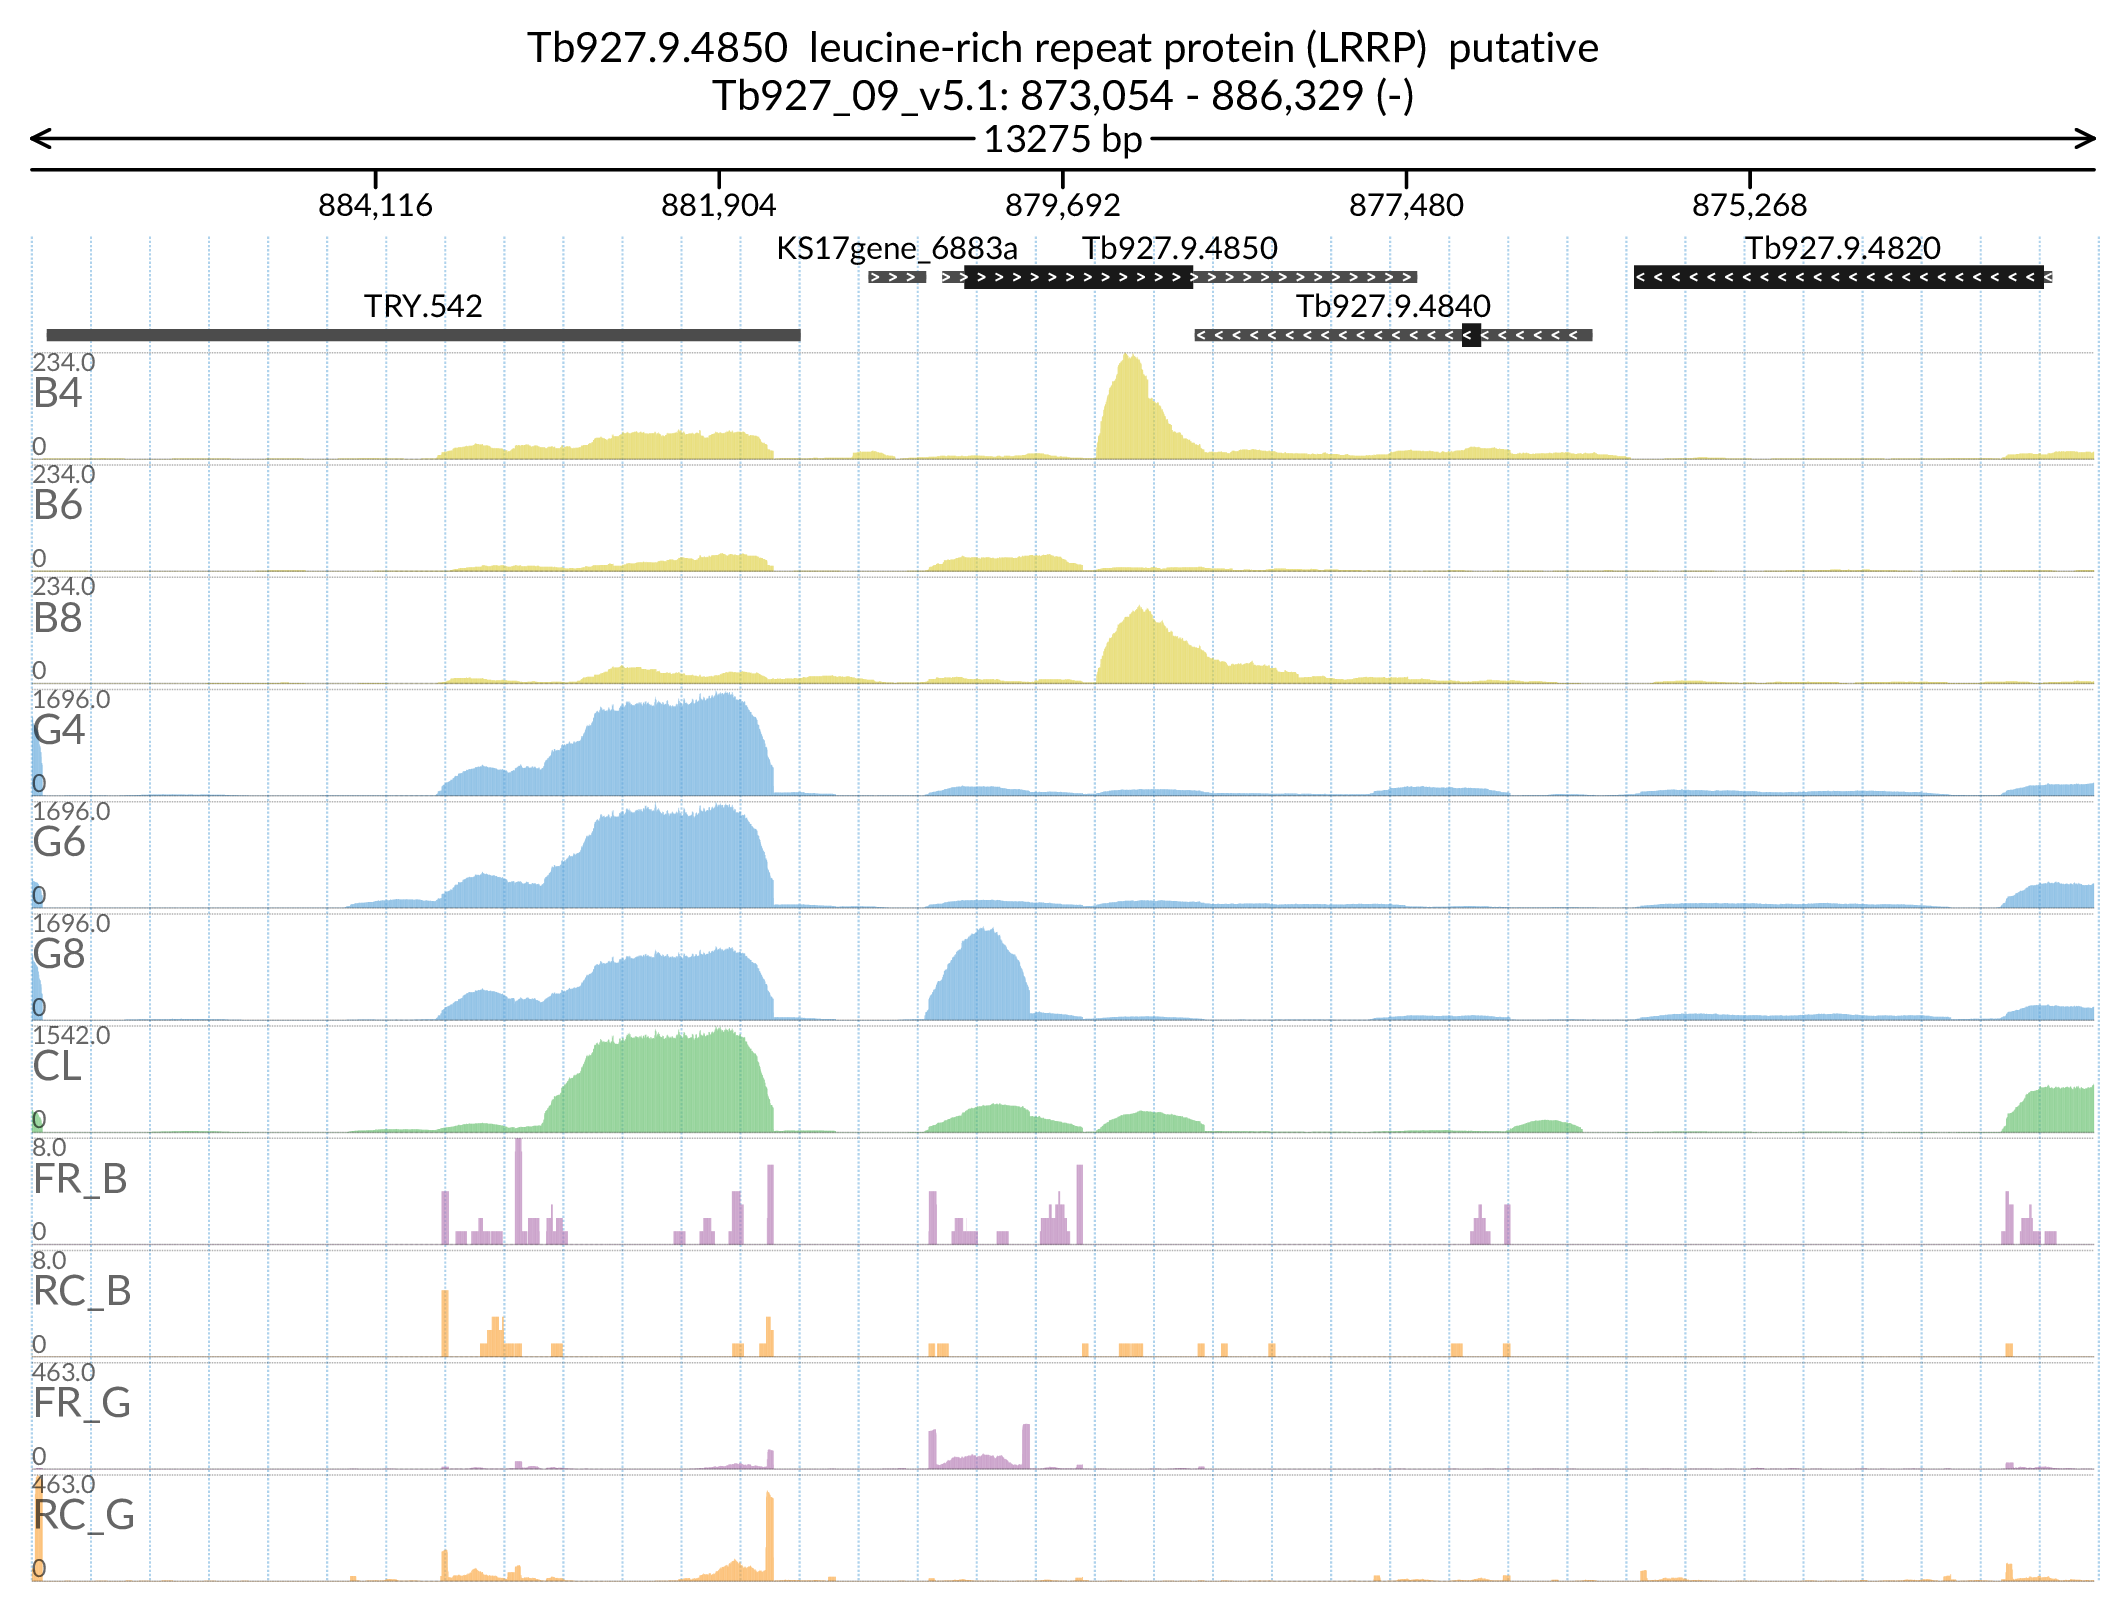 Tb927.9.4850 leucine-rich repeat protein (LRRP) putative
Tb927_09_v5.1: 873,054 - 886,329 (-)
13275 bp
884,116 881,904 879,692 877,480 875,268
KS17gene_6883a Tb927.9.4850 Tb927.9.4820
TRY.542 Tb927.9.4840
234.0
B4
0
234.0
B6
0
234.0
B8
0
1696.0
G4
0
1696.0
G6
0
1696.0
G8
0
1542.0
CL
0
8.0
FR_B
0
8.0
RC_B
0
463.0
FR_G
0
463.0
RC_G
0